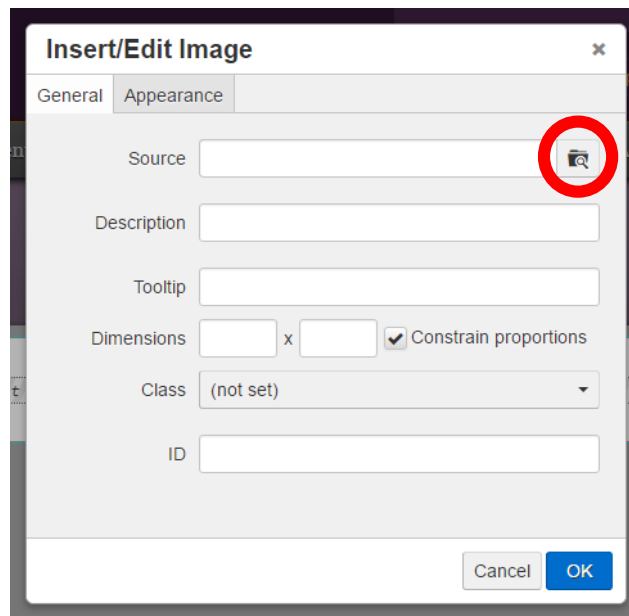 Insert/Edit Image ×
General Appearance
Source
Description
Tooltip
Dimensions x Constrain proportions
Class (not set)
ID
Cancel OK